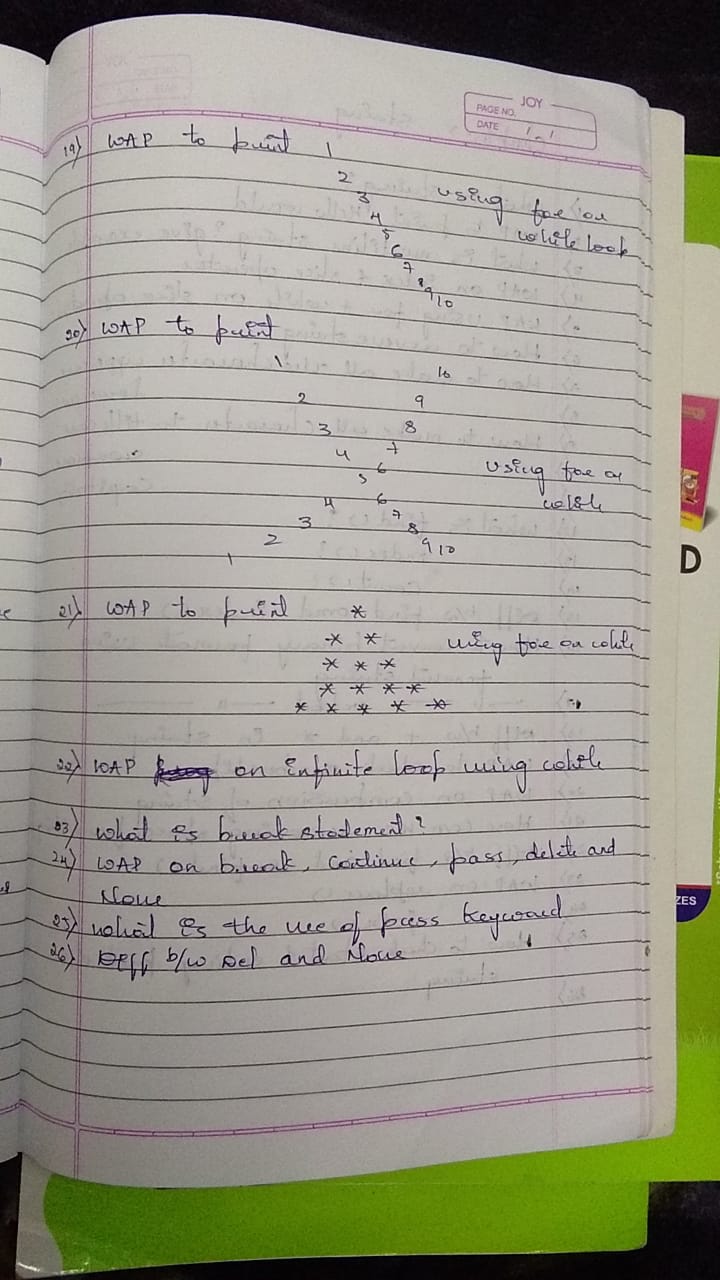 JOY
PAGE NO.
DATE / /
19) WAP to print 1
2 using for or
3 while loop
4
5
6
7
8
9 10
20) WAP to print
1 10
2 9
3 8
4 7
5 6 using for or
4 6 while
3 7
2 8
1 9 10
21) WAP to print *
* * using for or while
* * *
* * * *
* * * * *
22) WAP on infinite loop using while
23) what is break statement?
24) WAP on break, continue, pass, delete and
None
25) what is the use of pass keyword
26) Diff b/w Del and None
D
ZES